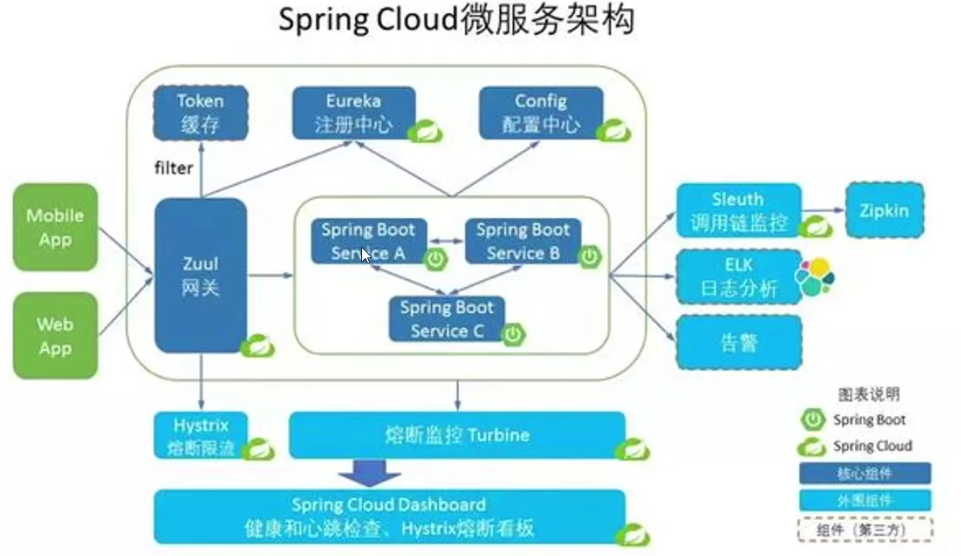 Spring Cloud微服务架构
Token
缓存
Eureka
注册中心
Config
配置中心
filter
Mobile
App
Web
App
Zuul
网关
Spring Boot
Service A
Spring Boot
Service B
Spring Boot
Service C
Sleuth
调用链监控
Zipkin
ELK
日志分析
告警
Hystrix
熔断限流
熔断监控 Turbine
Spring Cloud Dashboard
健康和心跳检查、Hystrix熔断看板
图表说明
Spring Boot
Spring Cloud
核心组件
外围组件
组件（第三方）